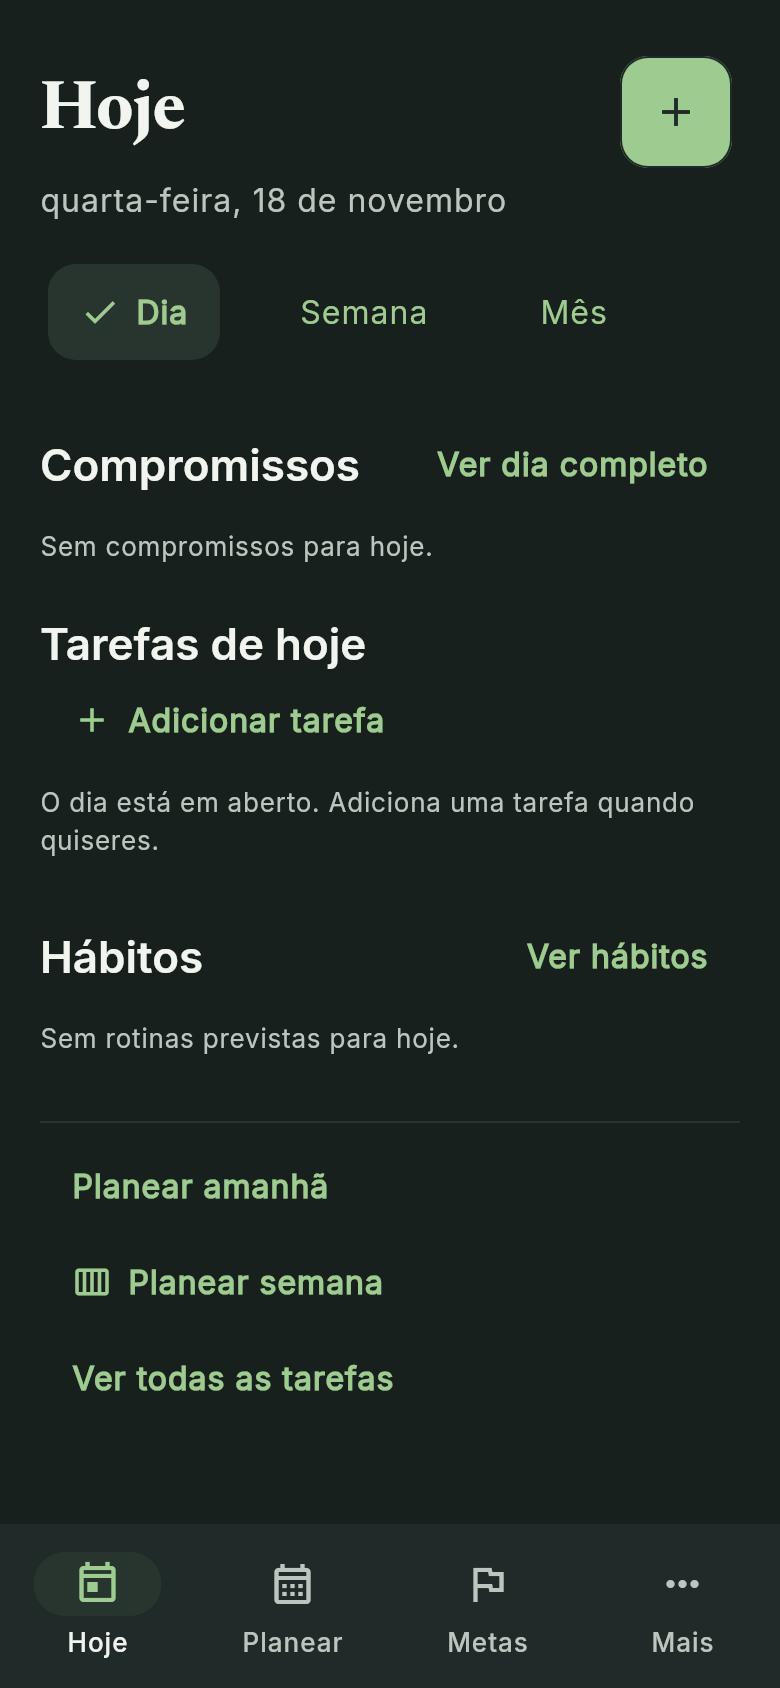 Hoje
quarta-feira, 18 de novembro
Dia
Semana
Mês
Compromissos
Ver dia completo
Sem compromissos para hoje.
Tarefas de hoje
Adicionar tarefa
O dia está em aberto. Adiciona uma tarefa quando
quiseres.
Hábitos
Ver hábitos
Sem rotinas previstas para hoje.
Planear amanhã
Planear semana
Ver todas as tarefas
Hoje
Planear
Metas
Mais